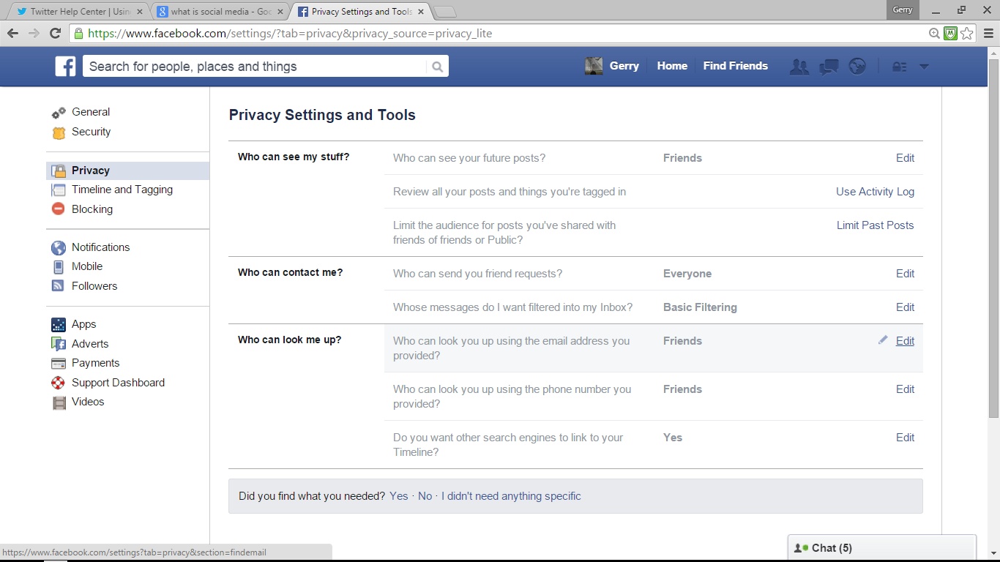 Twitter Help Center | Usin
what is social media - Goo
Privacy Settings and Tools
Gerry
https://www.facebook.com/settings/?tab=privacy&privacy_source=privacy_lite
Search for people, places and things
Gerry Home Find Friends
General
Security
Privacy
Timeline and Tagging
Blocking
Notifications
Mobile
Followers
Apps
Adverts
Payments
Support Dashboard
Videos
Privacy Settings and Tools
Who can see my stuff? Who can see your future posts? Friends Edit
Review all your posts and things you're tagged in Use Activity Log
Limit the audience for posts you've shared with Limit Past Posts
friends of friends or Public?
Who can contact me? Who can send you friend requests? Everyone Edit
Whose messages do I want filtered into my Inbox? Basic Filtering Edit
Who can look me up? Who can look you up using the email address you Friends Edit
provided?
Who can look you up using the phone number you Friends Edit
provided?
Do you want other search engines to link to your Yes Edit
Timeline?
Did you find what you needed? Yes · No · I didn't need anything specific
Chat (5)
https://www.facebook.com/settings?tab=privacy&section=findemail